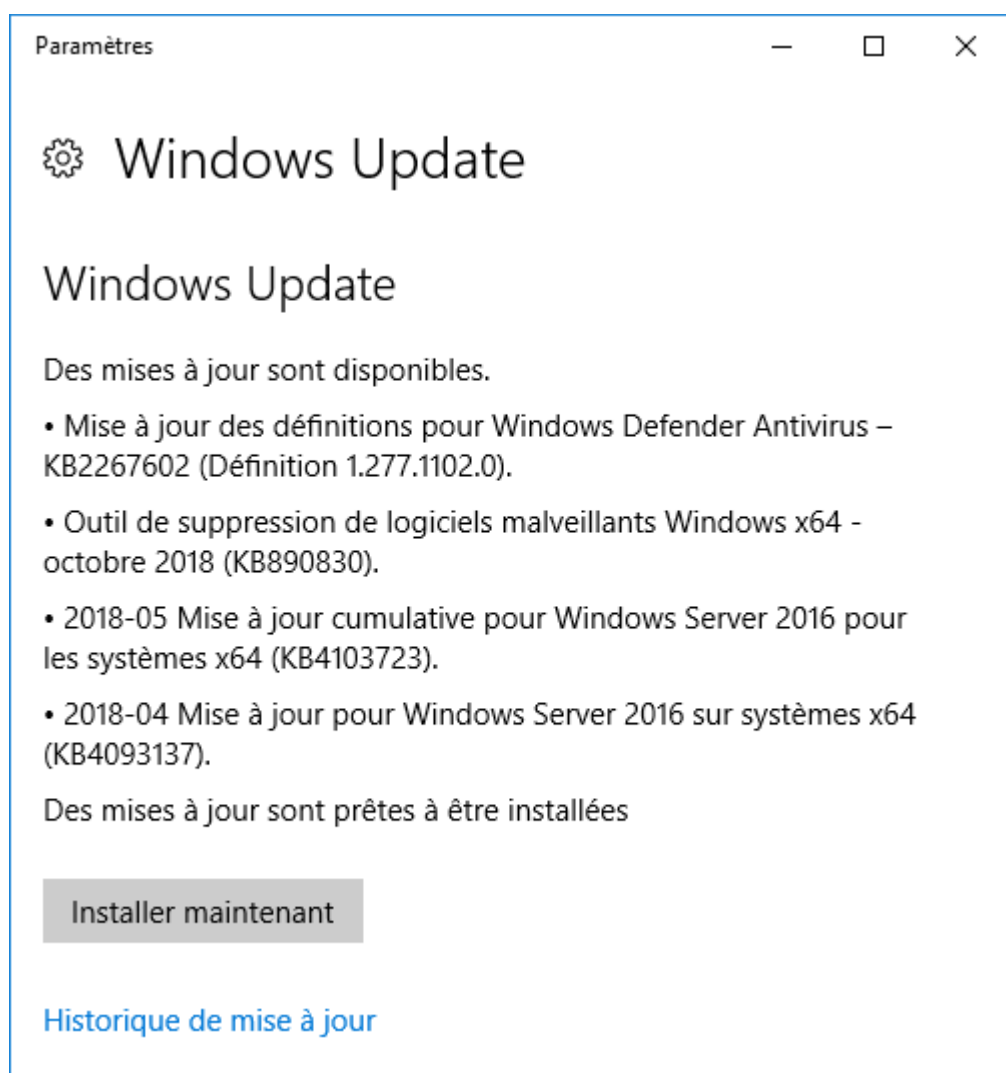 Paramètres
Windows Update
Windows Update
Des mises à jour sont disponibles.
• Mise à jour des définitions pour Windows Defender Antivirus –
KB2267602 (Définition 1.277.1102.0).
• Outil de suppression de logiciels malveillants Windows x64 -
octobre 2018 (KB890830).
• 2018-05 Mise à jour cumulative pour Windows Server 2016 pour
les systèmes x64 (KB4103723).
• 2018-04 Mise à jour pour Windows Server 2016 sur systèmes x64
(KB4093137).
Des mises à jour sont prêtes à être installées
Installer maintenant
Historique de mise à jour